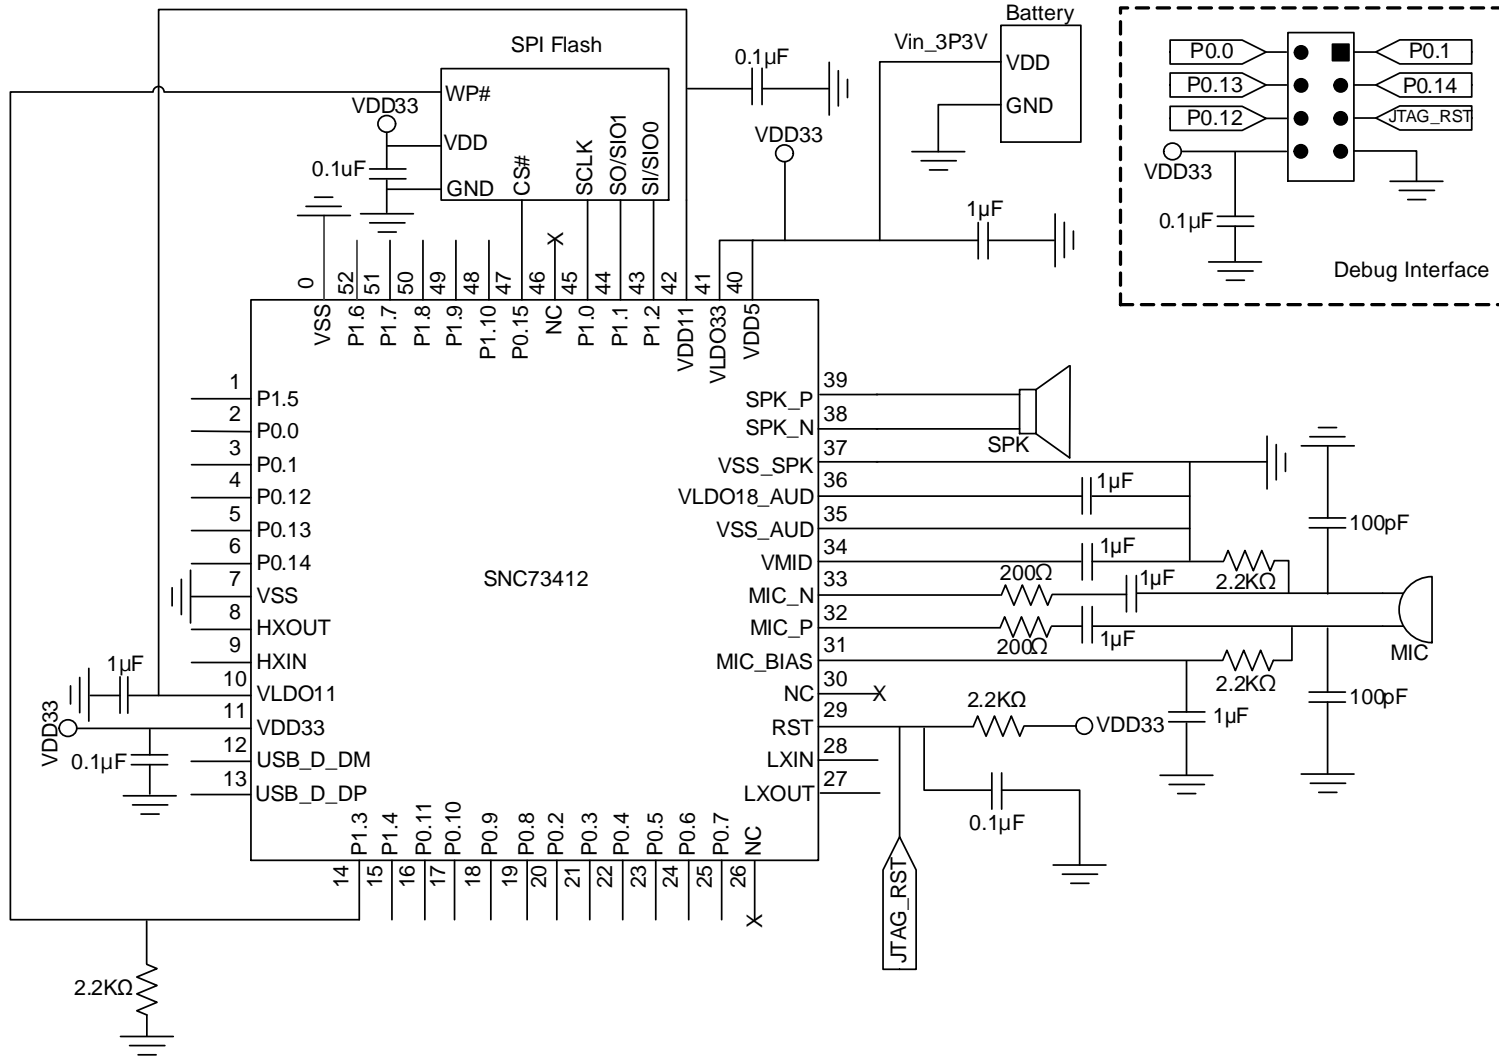 Battery
Vin_3P3V
VDD
GND
SPI Flash
WP#
VDD33
VDD
0.1uF
GND
CS#
SCLK
SO/SIO1
SI/SIO0
0.1µF
VDD33
1µF
P0.0
P0.1
P0.13
P0.14
P0.12
JTAG_RST
VDD33
0.1µF
Debug Interface
0
52
51
50
49
48
47
46
45
44
43
42
41
40
VSS
P1.6
P1.7
P1.8
P1.9
P1.10
P0.15
NC
P1.0
P1.1
P1.2
VDD11
VLDO33
VDD5
1
P1.5
2
P0.0
3
P0.1
4
P0.12
5
P0.13
6
P0.14
7
VSS
8
HXOUT
9
HXIN
10
VLDO11
11
VDD33
12
USB_D_DM
13
USB_D_DP
1µF
VDD33
0.1µF
SNC73412
39
SPK_P
38
SPK_N
37
VSS_SPK
36
VLDO18_AUD
35
VSS_AUD
34
VMID
33
MIC_N
32
MIC_P
31
MIC_BIAS
30
NC
29
RST
28
LXIN
27
LXOUT
SPK
1µF
100pF
1µF
200Ω
1µF
2.2KΩ
200Ω
1µF
MIC
2.2KΩ
100pF
1µF
2.2KΩ
VDD33
0.1µF
JTAG_RST
P1.3
P1.4
P0.11
P0.10
P0.9
P0.8
P0.2
P0.3
P0.4
P0.5
P0.6
P0.7
NC
14
15
16
17
18
19
20
21
22
23
24
25
26
2.2KΩ